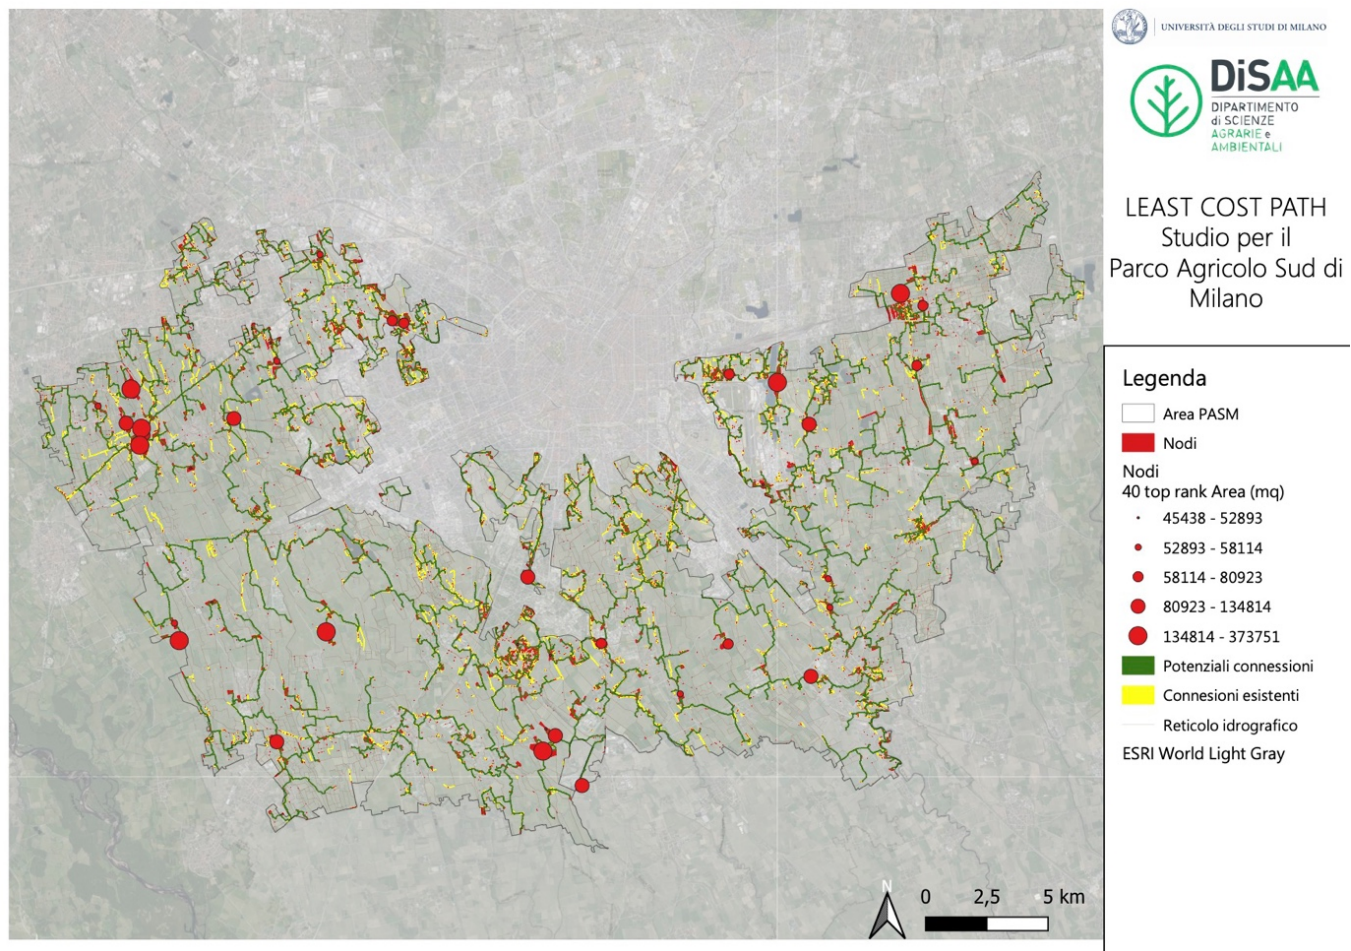 UNIVERSITÀ DEGLI STUDI DI MILANO
DiSAA
DIPARTIMENTO
di SCIENZE
AGRARIE e
AMBIENTALI
LEAST COST PATH
Studio per il
Parco Agricolo Sud di
Milano
Legenda
Area PASM
Nodi
Nodi
40 top rank Area (mq)
45438 - 52893
52893 - 58114
58114 - 80923
80923 - 134814
134814 - 373751
Potenziali connessioni
Connesioni esistenti
Reticolo idrografico
ESRI World Light Gray
N
0 2,5 5 km